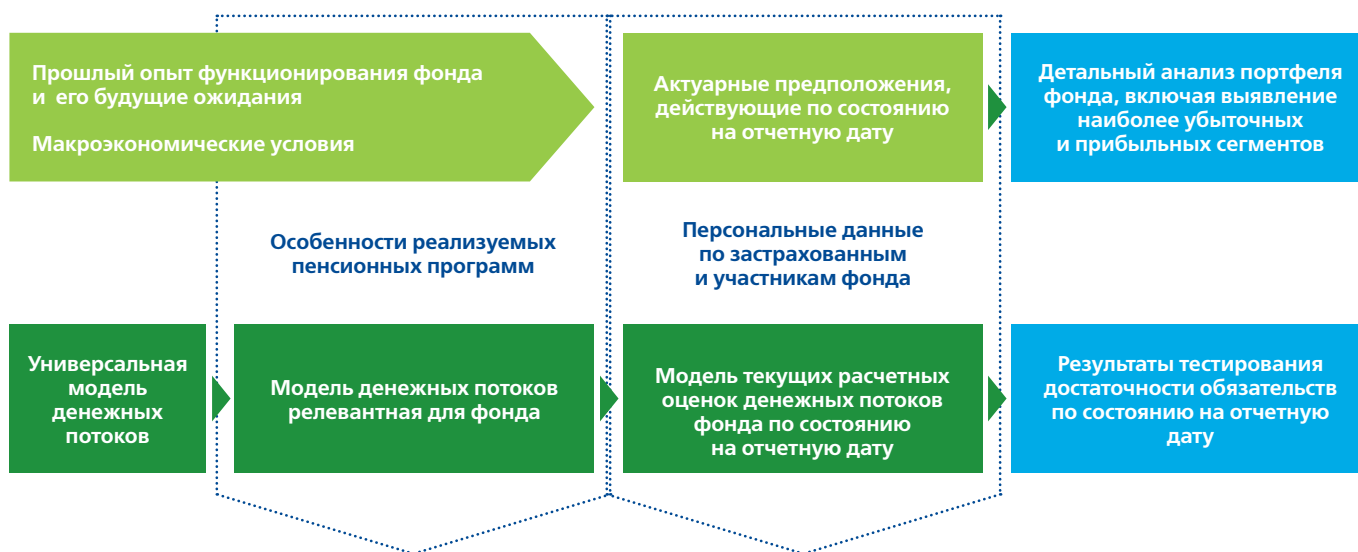 Прошлый опыт функционирования фонда
и его будущие ожидания
Макроэкономические условия
Актуарные предположения,
действующие по состоянию
на отчетную дату
Детальный анализ портфеля
фонда, включая выявление
наиболее убыточных
и прибыльных сегментов
Особенности реализуемых
пенсионных программ
Персональные данные
по застрахованным
и участникам фонда
Универсальная
модель
денежных
потоков
Модель денежных потоков
релевантная для фонда
Модель текущих расчетных
оценок денежных потоков
фонда по состоянию
на отчетную дату
Результаты тестирования
достаточности обязательств
по состоянию на отчетную
дату